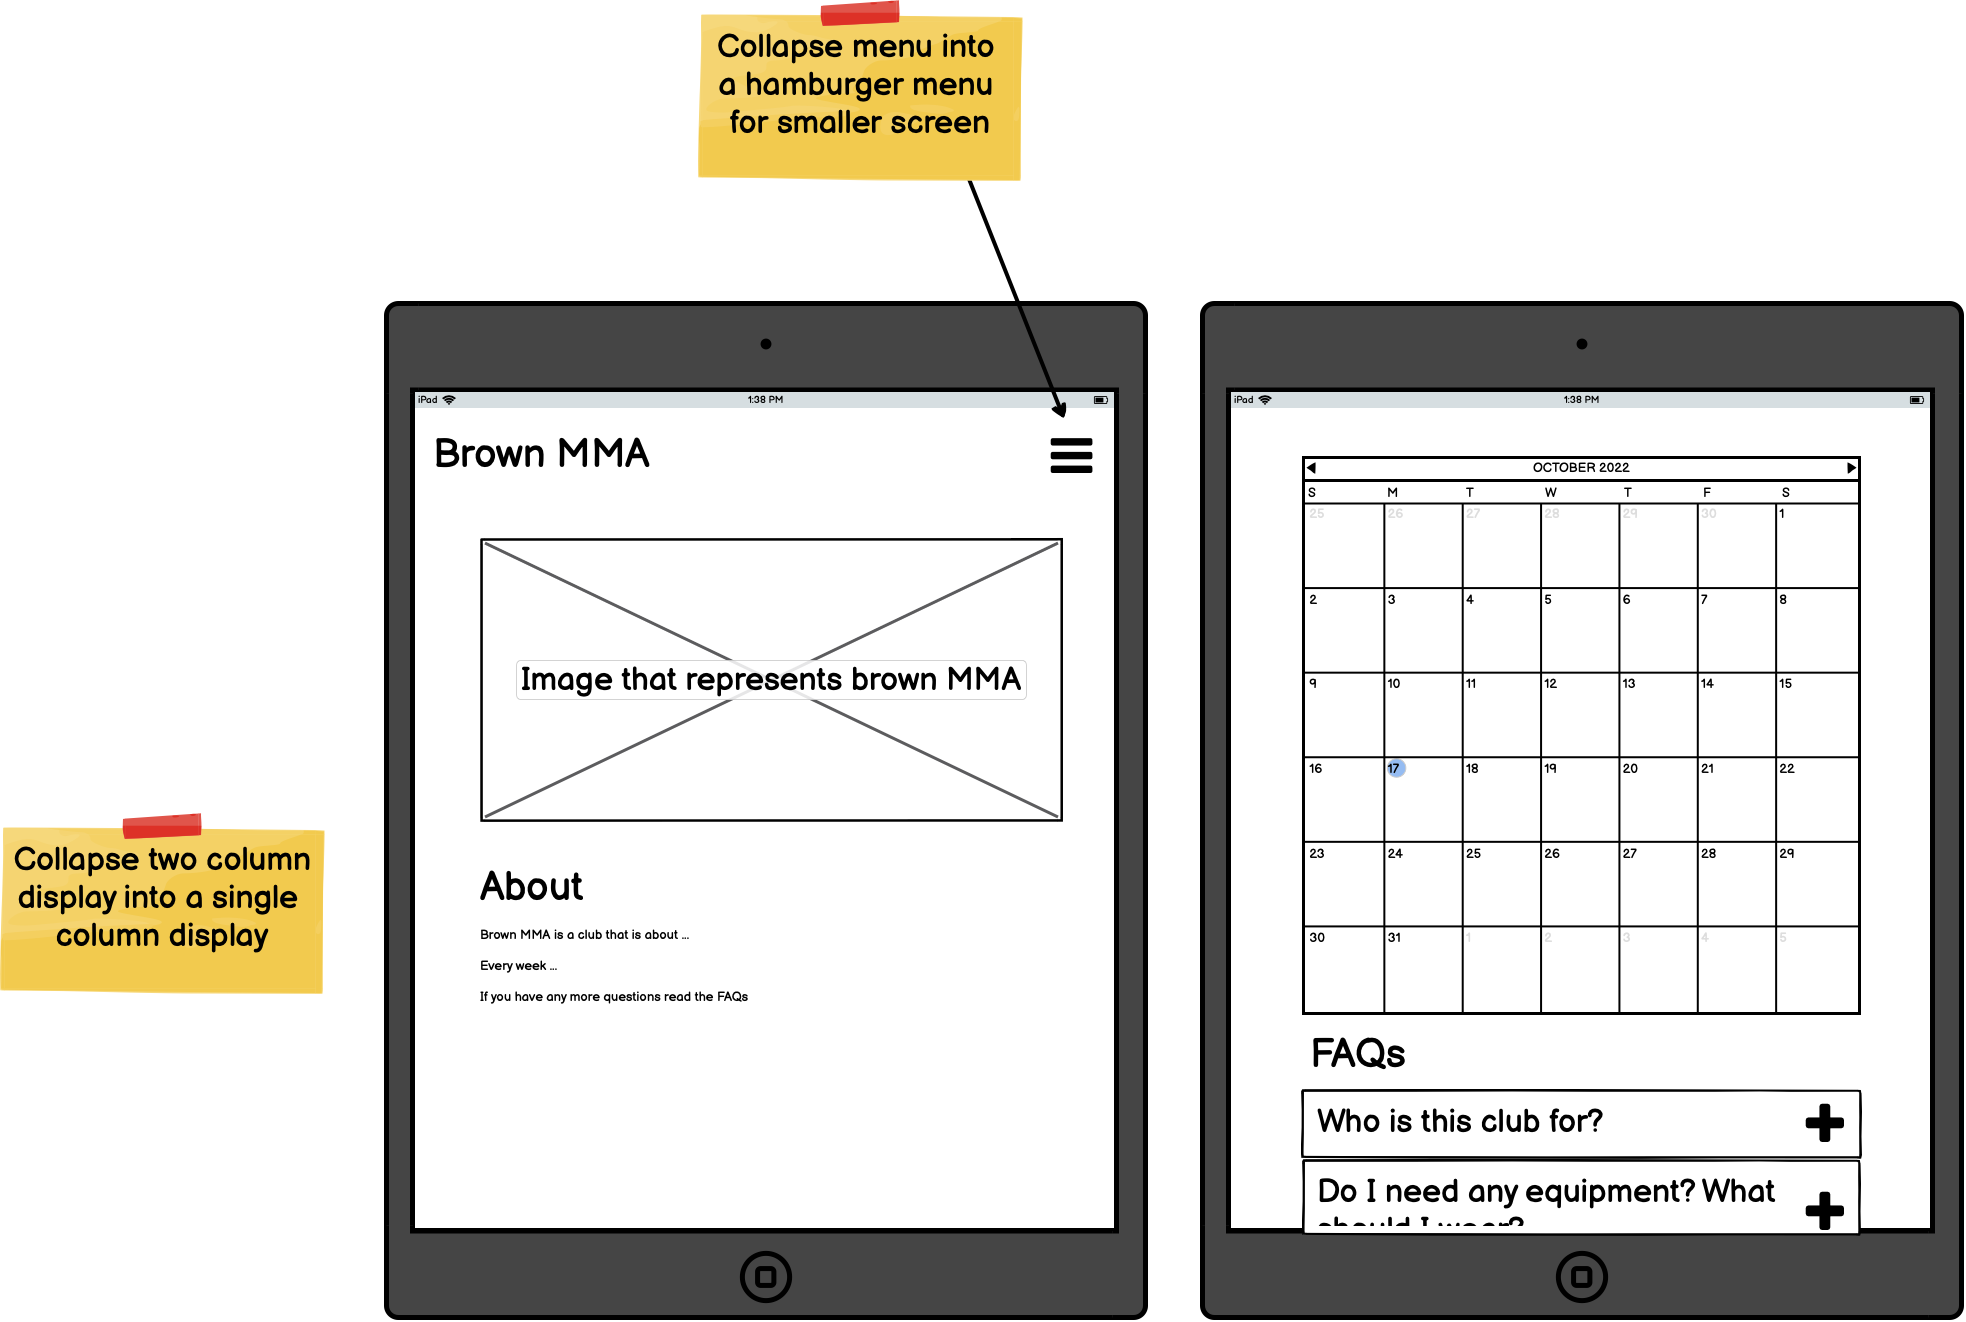 Collapse menu into
a hamburger menu
for smaller screen
Collapse two column
display into a single
column display
iPad 1:38 PM
Brown MMA
Image that represents brown MMA
About
Brown MMA is a club that is about ...
Every week ...
If you have any more questions read the FAQs
iPad 1:38 PM
OCTOBER 2022
S M T W T F S
25 26 27 28 29 30 1
2 3 4 5 6 7 8
9 10 11 12 13 14 15
16 17 18 19 20 21 22
23 24 25 26 27 28 29
30 31 1 2 3 4 5
FAQs
Who is this club for?
Do I need any equipment? What
should I wear?